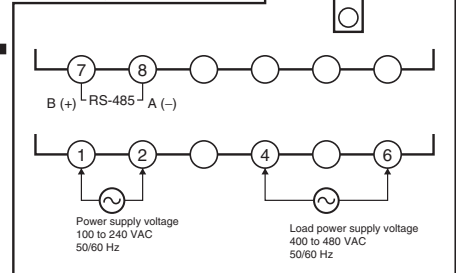 7 8
B (+) RS-485 A (−)
1 2 4 6
Power supply voltage
100 to 240 VAC
50/60 Hz
Load power supply voltage
400 to 480 VAC
50/60 Hz